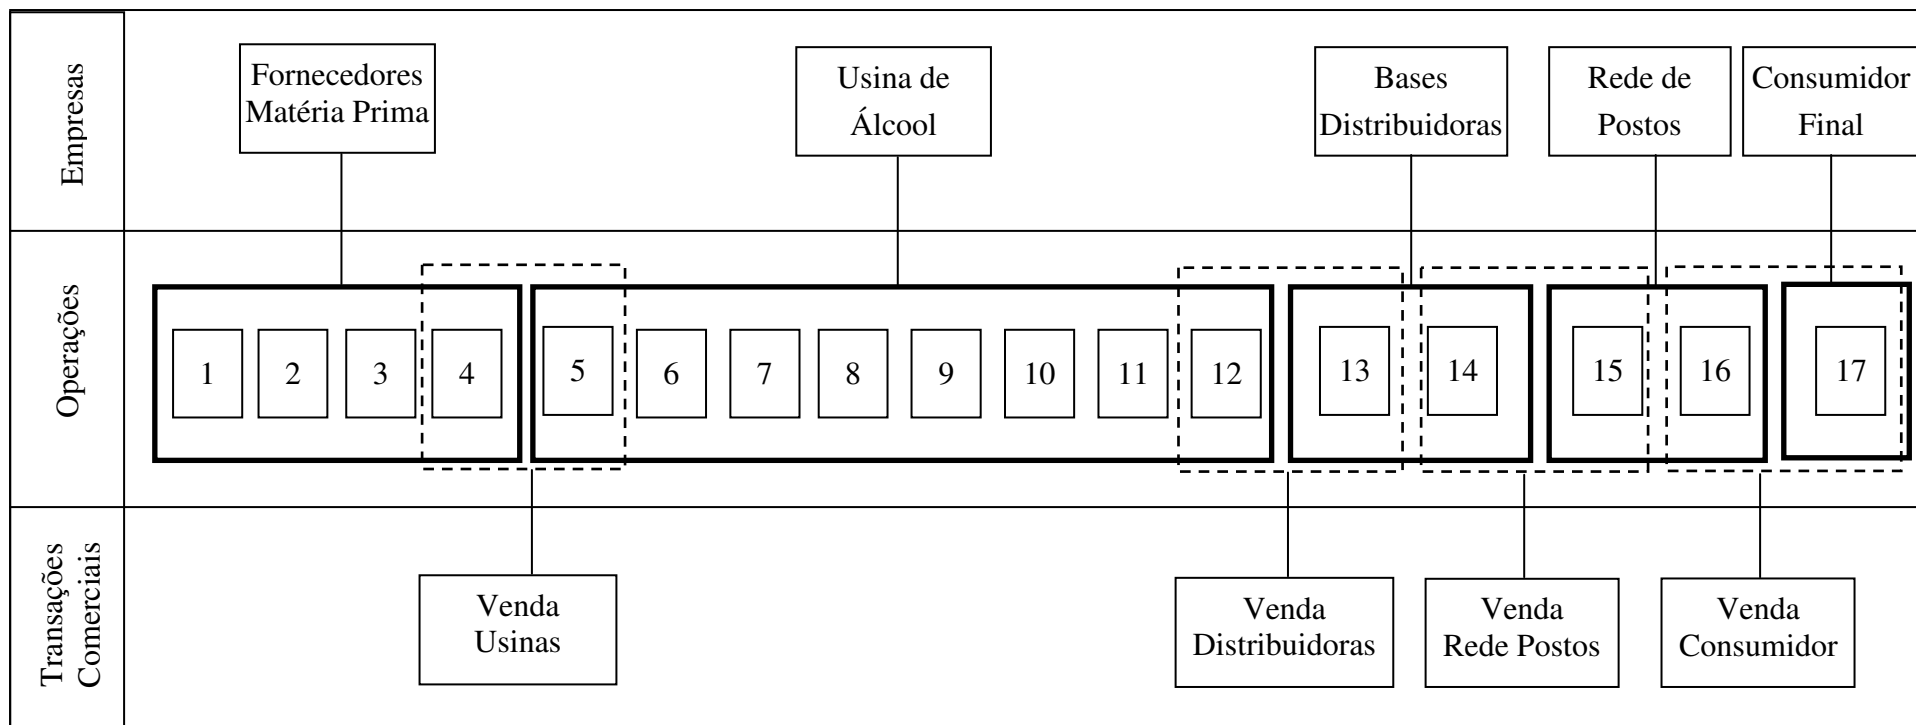 Empresas
Fornecedores
Matéria Prima
Usina de
Álcool
Bases
Distribuidoras
Rede de
Postos
Consumidor
Final
Operações
1
2
3
4
5
6
7
8
9
10
11
12
13
14
15
16
17
Transações
Comerciais
Venda
Usinas
Venda
Distribuidoras
Venda
Rede Postos
Venda
Consumidor